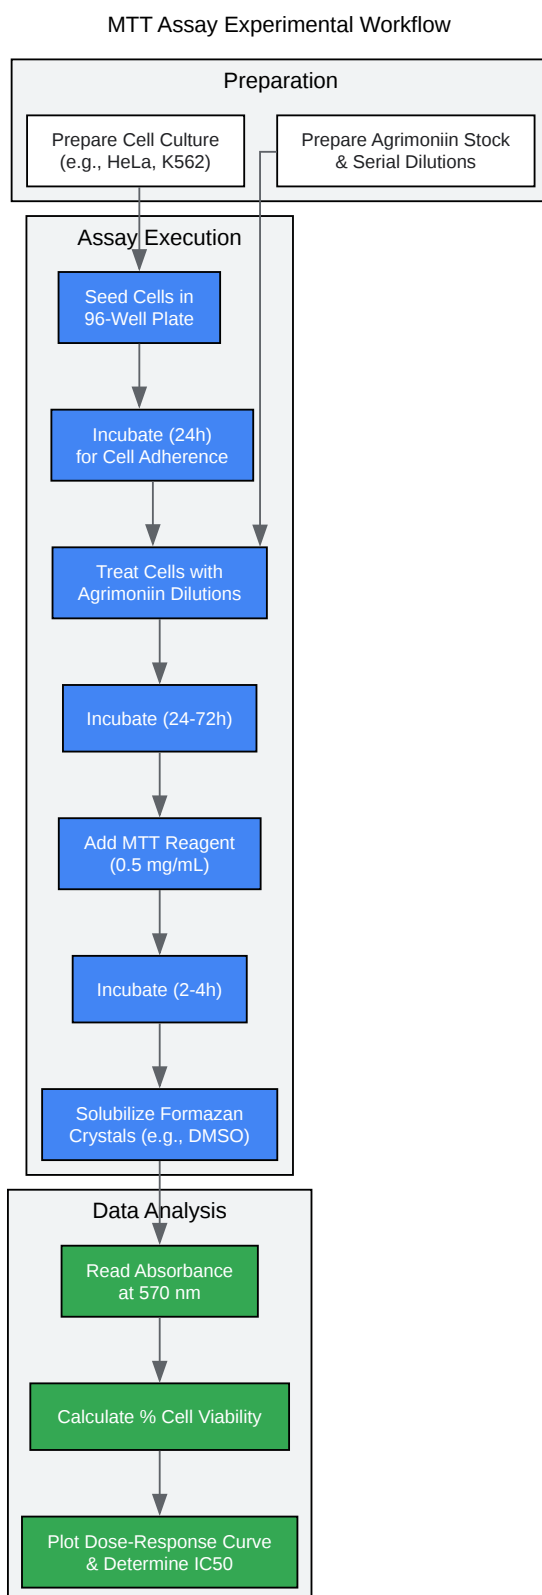 MTT Assay Experimental Workflow
Preparation
Prepare Cell Culture
(e.g., HeLa, K562)
Prepare Agrimoniin Stock
& Serial Dilutions
Assay Execution
Seed Cells in
96-Well Plate
Incubate (24h)
for Cell Adherence
Treat Cells with
Agrimoniin Dilutions
Incubate (24-72h)
Add MTT Reagent
(0.5 mg/mL)
Incubate (2-4h)
Solubilize Formazan
Crystals (e.g., DMSO)
Data Analysis
Read Absorbance
at 570 nm
Calculate % Cell Viability
Plot Dose-Response Curve
& Determine IC50